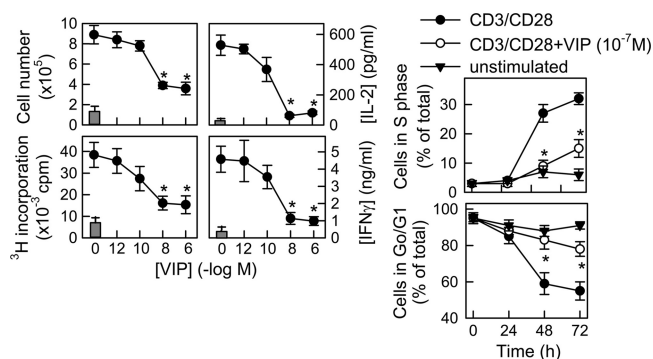 CD3/CD28
CD3/CD28+VIP (10⁻⁷M)
unstimulated
Cell number
(x10⁵)
10
8
6
4
2
0
* *
600
400
200
0
[IL-2]
(pg/ml)
* *
³H incorporation
(x10⁻³ cpm)
40
30
20
10
0
* *
5
4
3
2
1
0
[IFNγ] (ng/ml)
* *
0 12 10 8 6
0 12 10 8 6
[VIP] (-log M)
Cells in S phase
(% of total)
30
20
10
0
* *
Cells in Go/G1
(% of total)
100
80
60
40
* *
0 24 48 72
Time (h)